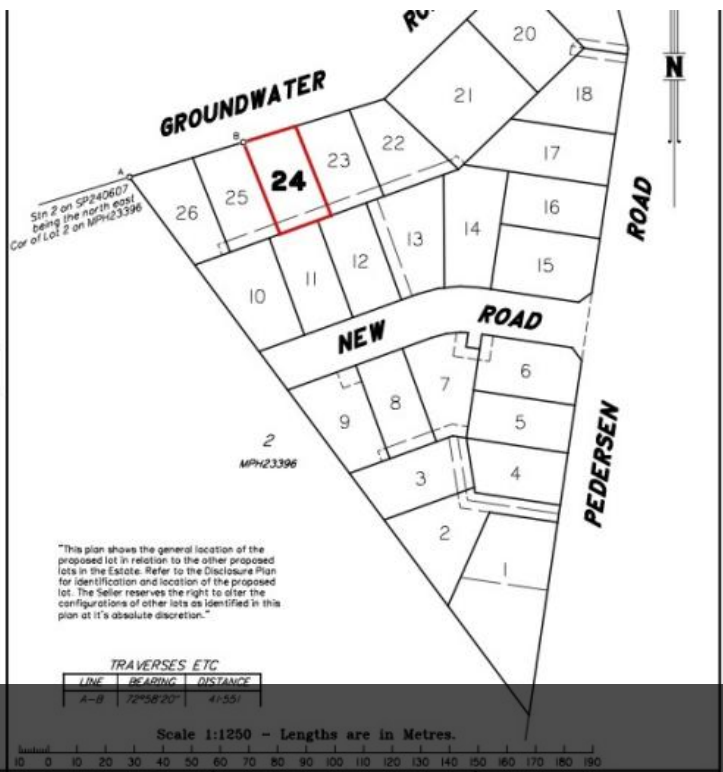 RO
20
GROUNDWATER
N
21
18
B
22
23
17
A
24
25
Stn 2 on SP240607
being the north east
Cor of Lot 2 on MPH23396
26
16
ROAD
14
13
15
12
11
10
NEW ROAD
6
7
8
5
9
PEDERSEN
2
MPH23396
4
3
2
1
"This plan shows the general location of the
proposed lot in relation to the other proposed
lots in the Estate. Refer to the Disclosure Plan
for identification and location of the proposed
lot. The Seller reserves the right to alter the
configurations of other lots as identified in this
plan at it's absolute discretion."
TRAVERSES ETC
LINE BEARING DISTANCE
A-B 72°58'20" 41·551
Scale 1:1250 - Lengths are in Metres.
10 0 10 20 30 40 50 60 70 80 90 100 110 120 130 140 150 160 170 180 190